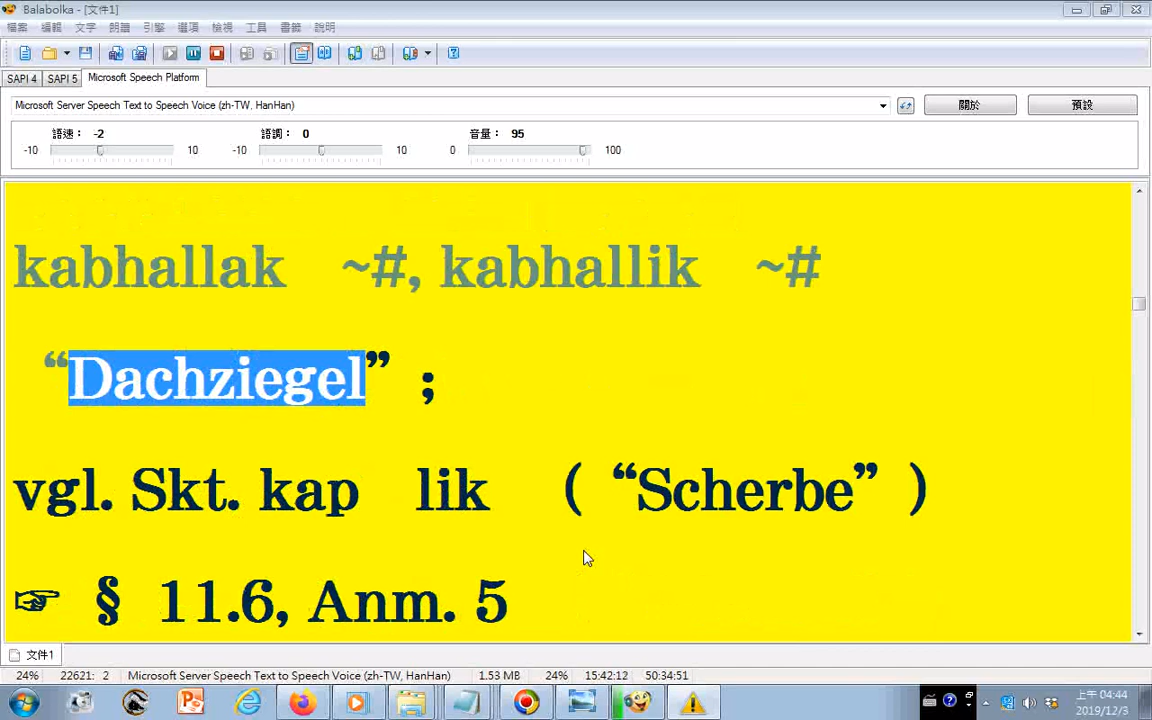 Balabolka - [文件1]
檔案 編輯 文字 朗讀 引擎 選項 檢視 工具 書籤 說明
SAPI 4 SAPI 5 Microsoft Speech Platform
Microsoft Server Speech Text to Speech Voice (zh-TW, HanHan) 關於 預設
語速： -2 語調： 0 音量： 95
-10 10 -10 10 0 100
kabhallak ~#, kabhallik ~#
“Dachziegel” ;
vgl. Skt. kap lik ( “Scherbe” )
☞ § 11.6, Anm. 5
文件1
24% 22621: 2 Microsoft Server Speech Text to Speech Voice (zh-TW, HanHan) 1.53 MB 24% 15:42:12 50:34:51
上午 04:44
2019/12/3